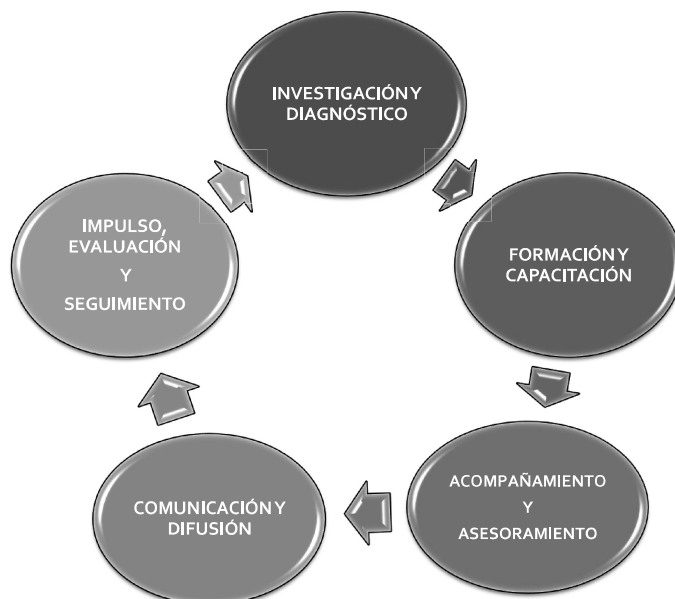 INVESTIGACIÓN Y
DIAGNÓSTICO
FORMACIÓN Y
CAPACITACIÓN
ACOMPAÑAMIENTO
Y
ASESORAMIENTO
COMUNICACIÓN Y
DIFUSIÓN
IMPULSO,
EVALUACIÓN
Y
SEGUIMIENTO